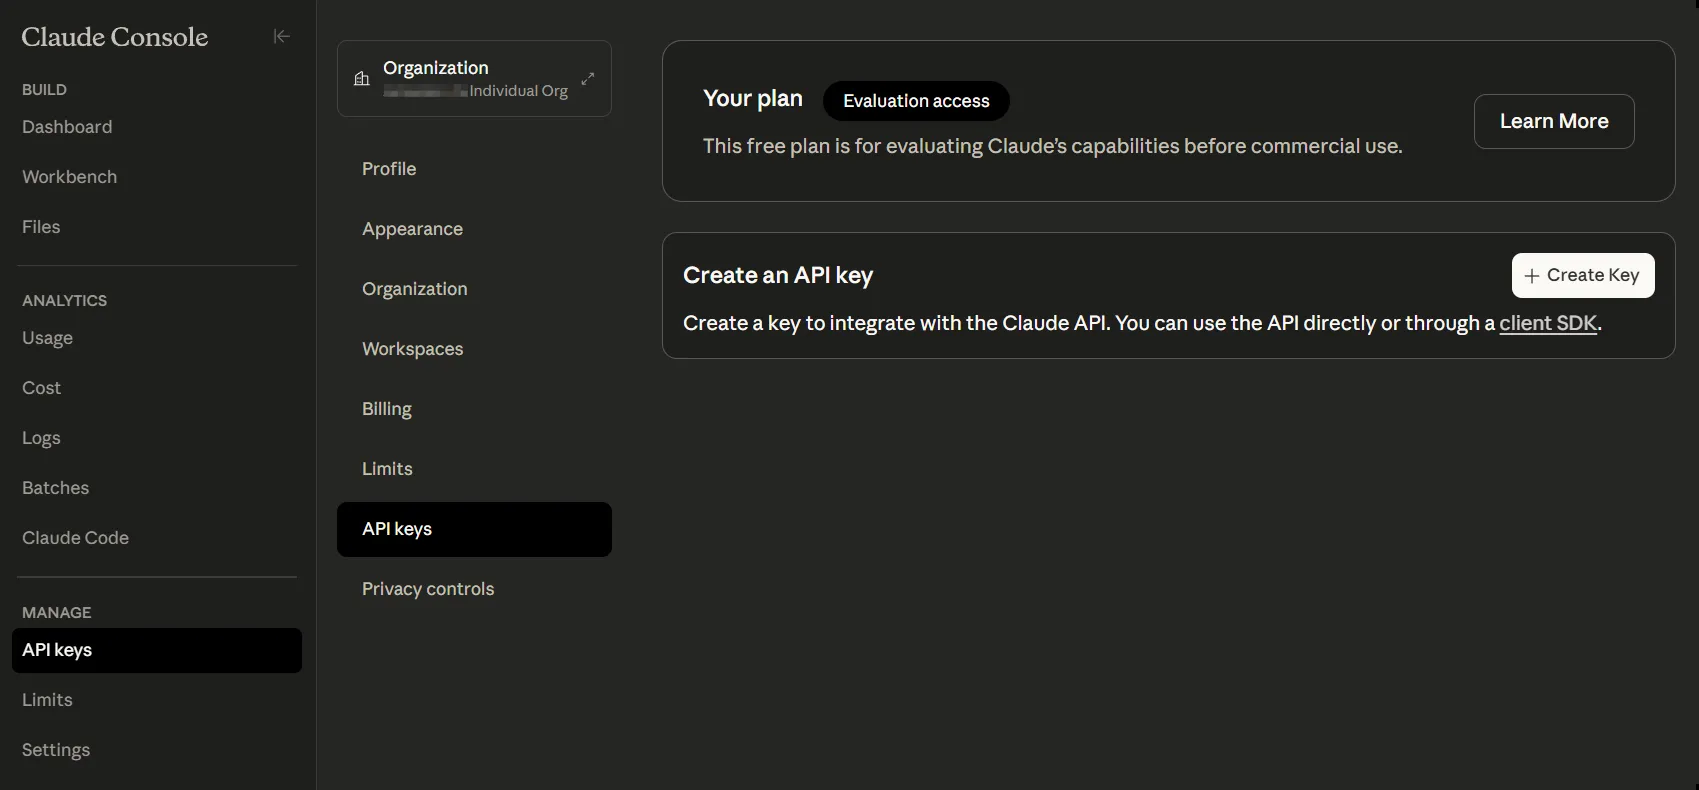 Claude Console
BUILD
Dashboard
Workbench
Files
ANALYTICS
Usage
Cost
Logs
Batches
Claude Code
MANAGE
API keys
Limits
Settings
Organization
Individual Org
Profile
Appearance
Organization
Workspaces
Billing
Limits
API keys
Privacy controls
Your plan
Evaluation access
This free plan is for evaluating Claude’s capabilities before commercial use.
Learn More
Create an API key
Create Key
Create a key to integrate with the Claude API. You can use the API directly or through a client SDK.